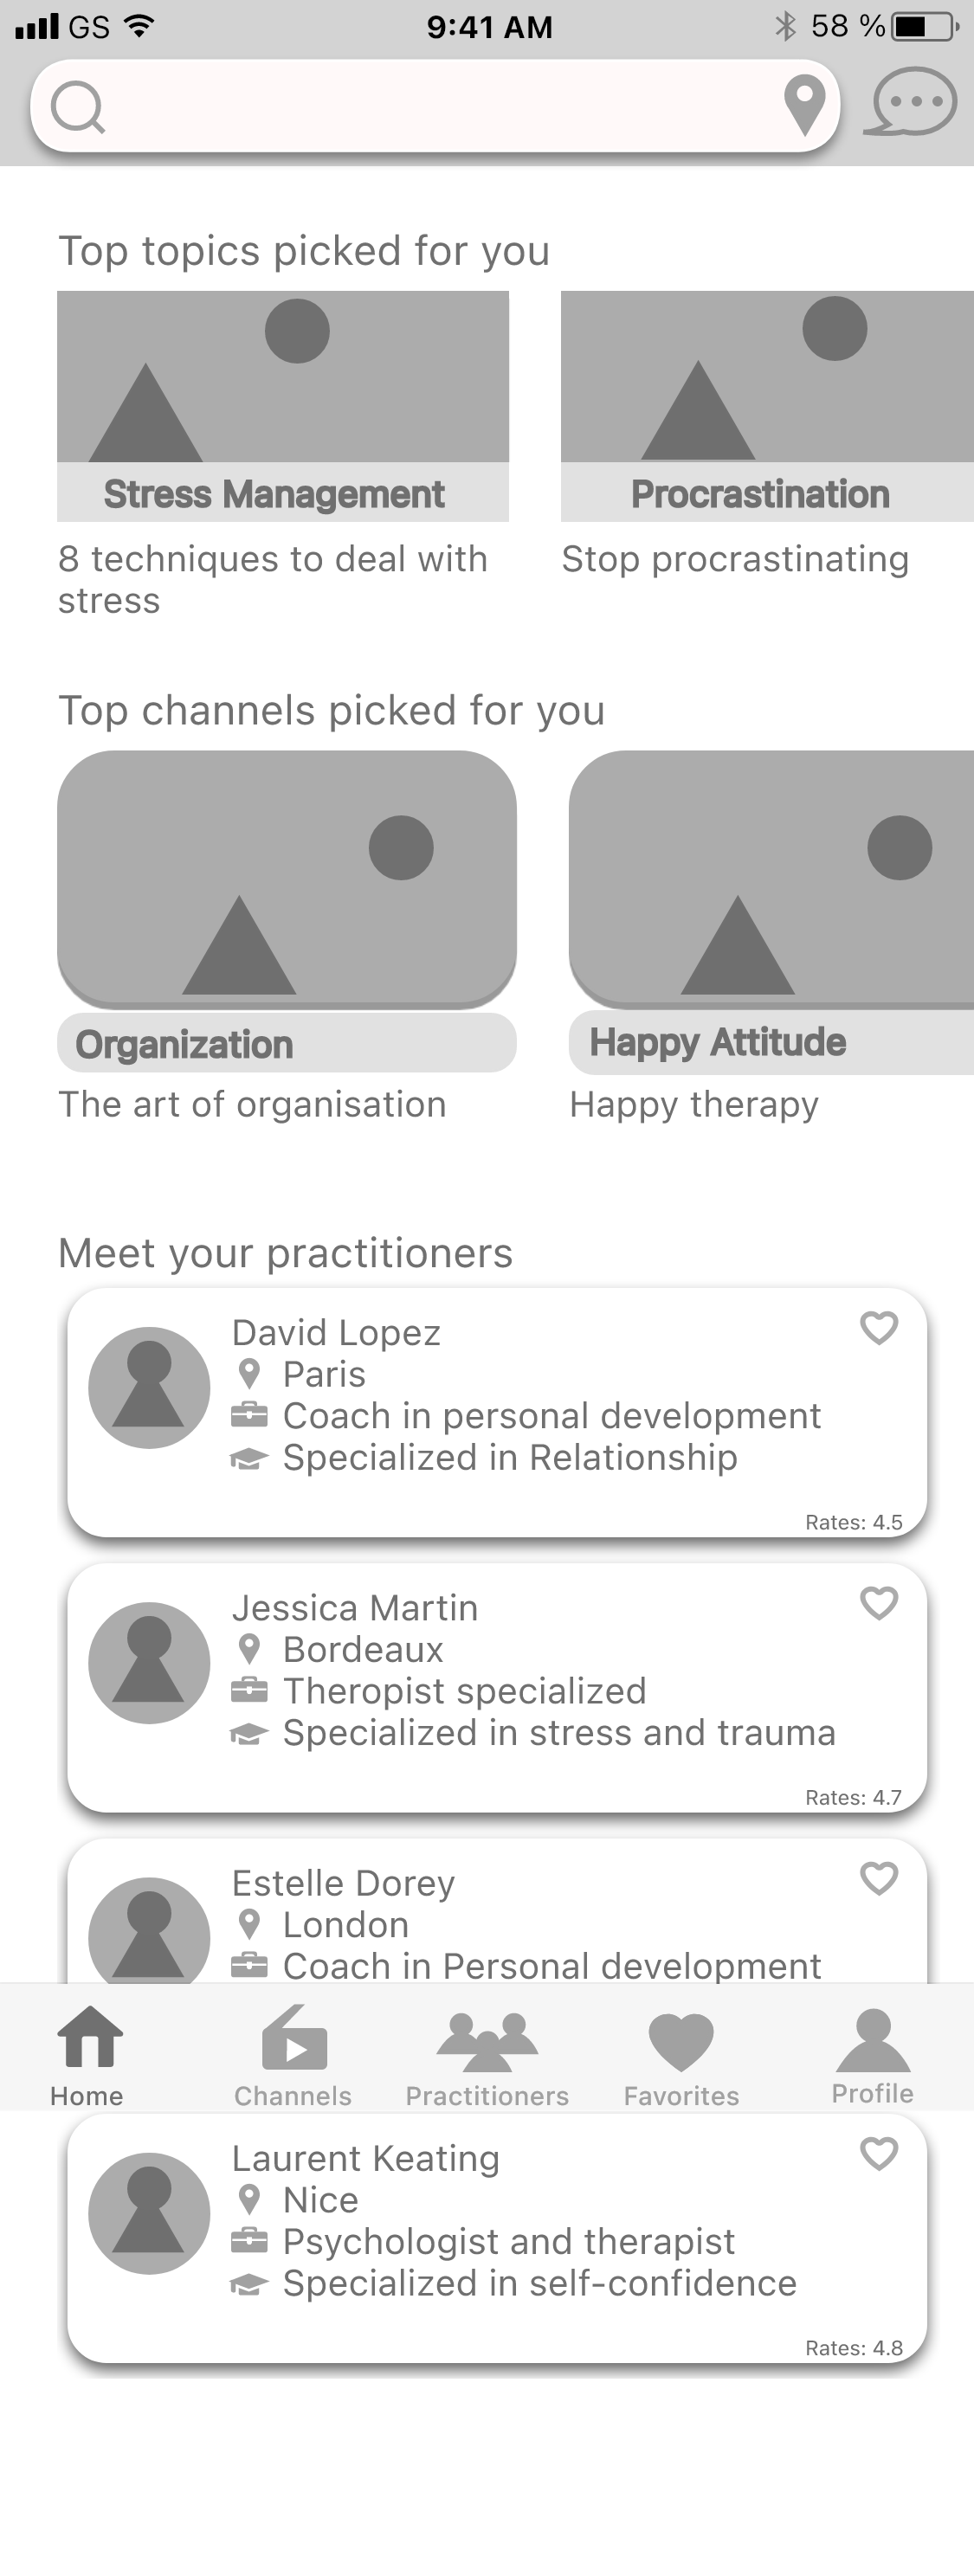 GS 9:41 AM 58 %
Top topics picked for you
Stress Management Procrastination
8 techniques to deal with Stop procrastinating
stress
Top channels picked for you
Organization Happy Attitude
The art of organisation Happy therapy
Meet your practitioners
David Lopez
Paris
Coach in personal development
Specialized in Relationship
Rates: 4.5
Jessica Martin
Bordeaux
Theropist specialized
Specialized in stress and trauma
Rates: 4.7
Estelle Dorey
London
Coach in Personal development
Home Channels Practitioners Favorites Profile
Laurent Keating
Nice
Psychologist and therapist
Specialized in self-confidence
Rates: 4.8